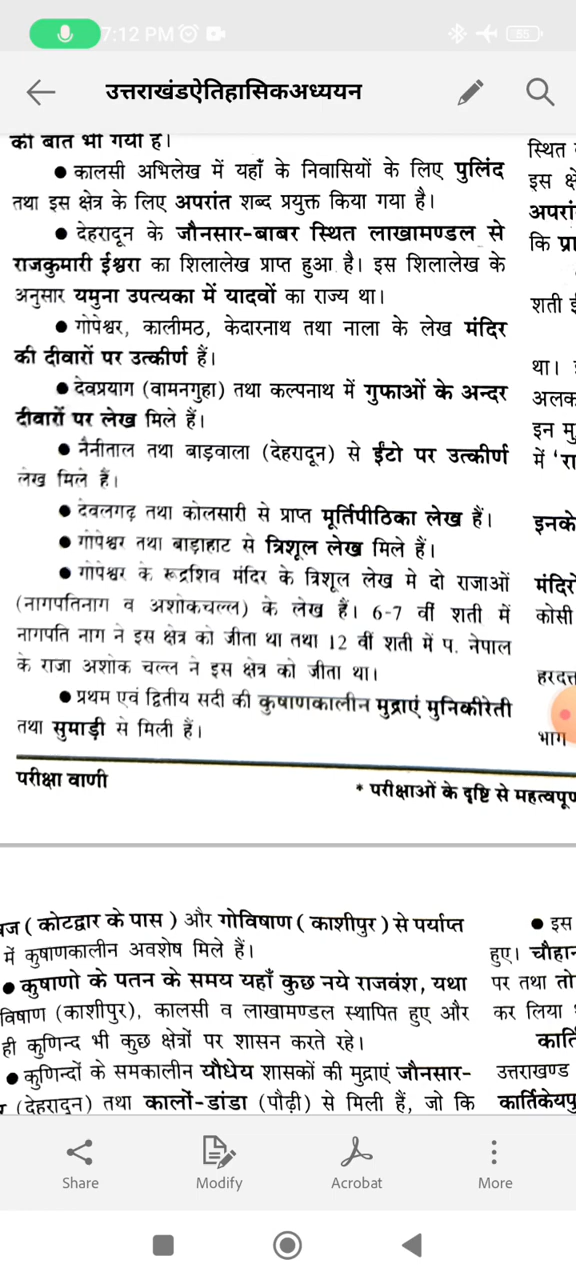 7:12 PM
85
उत्तराखंडऐतिहासिकअध्ययन
की बात भी गयी है।
● कालसी अभिलेख में यहाँ के निवासियों के लिए पुलिंद
तथा इस क्षेत्र के लिए अपरांत शब्द प्रयुक्त किया गया है।
● देहरादून के जौनसार-बाबर स्थित लाखामण्डल से
राजकुमारी ईश्वरा का शिलालेख प्राप्त हुआ है। इस शिलालेख के
अनुसार यमुना उपत्यका में यादवों का राज्य था।
● गोपेश्वर, कालीमठ, केदारनाथ तथा नाला के लेख मंदिर
की दीवारों पर उत्कीर्ण हैं।
● देवप्रयाग (वामनगुहा) तथा कल्पनाथ में गुफाओं के अन्दर
दीवारों पर लेख मिले हैं।
● नैनीताल तथा बाड़वाला (देहरादून) से ईंटो पर उत्कीर्ण
लेख मिले हैं।
● देवलगढ़ तथा कोलसारी से प्राप्त मूर्तिपीठिका लेख हैं।
● गोपेश्वर तथा बाड़ाहाट से त्रिशूल लेख मिले हैं।
● गोपेश्वर के रूद्रशिव मंदिर के त्रिशूल लेख मे दो राजाओं
(नागपतिनाग व अशोकचल्ल) के लेख हैं। 6-7 वीं शती में
नागपति नाग ने इस क्षेत्र को जीता था तथा 12 वीं शती में प. नेपाल
के राजा अशोक चल्ल ने इस क्षेत्र को जीता था।
● प्रथम एवं द्वितीय सदी की कुषाणकालीन मुद्राएं मुनिकीरेती
तथा सुमाड़ी से मिली हैं।
स्थित
इस क्षे
अपरां
कि प्रा
शती ई
था।
अलक
इन मु
में 'रा
इनके
मंदिरों
कोसी
हरदत्त
भाग
परीक्षा वाणी
* परीक्षाओं के दृष्टि से महत्वपूण
वज ( कोटद्वार के पास ) और गोविषाण ( काशीपुर ) से पर्याप्त
में कुषाणकालीन अवशेष मिले हैं।
● कुषाणो के पतन के समय यहाँ कुछ नये राजवंश, यथा
विषाण (काशीपुर), कालसी व लाखामण्डल स्थापित हुए और
ही कुणिन्द भी कुछ क्षेत्रों पर शासन करते रहे।
● कुणिन्दों के समकालीन यौधेय शासकों की मुद्राएं जौनसार-
(देहरादून) तथा कालों-डांडा (पौढ़ी) से मिली हैं, जो कि
● इस
हुए। चौहान
पर तथा तो
कर लिया
कार्ति
उत्तराखण्ड
कार्तिकेयपु
Share
Modify
Acrobat
More